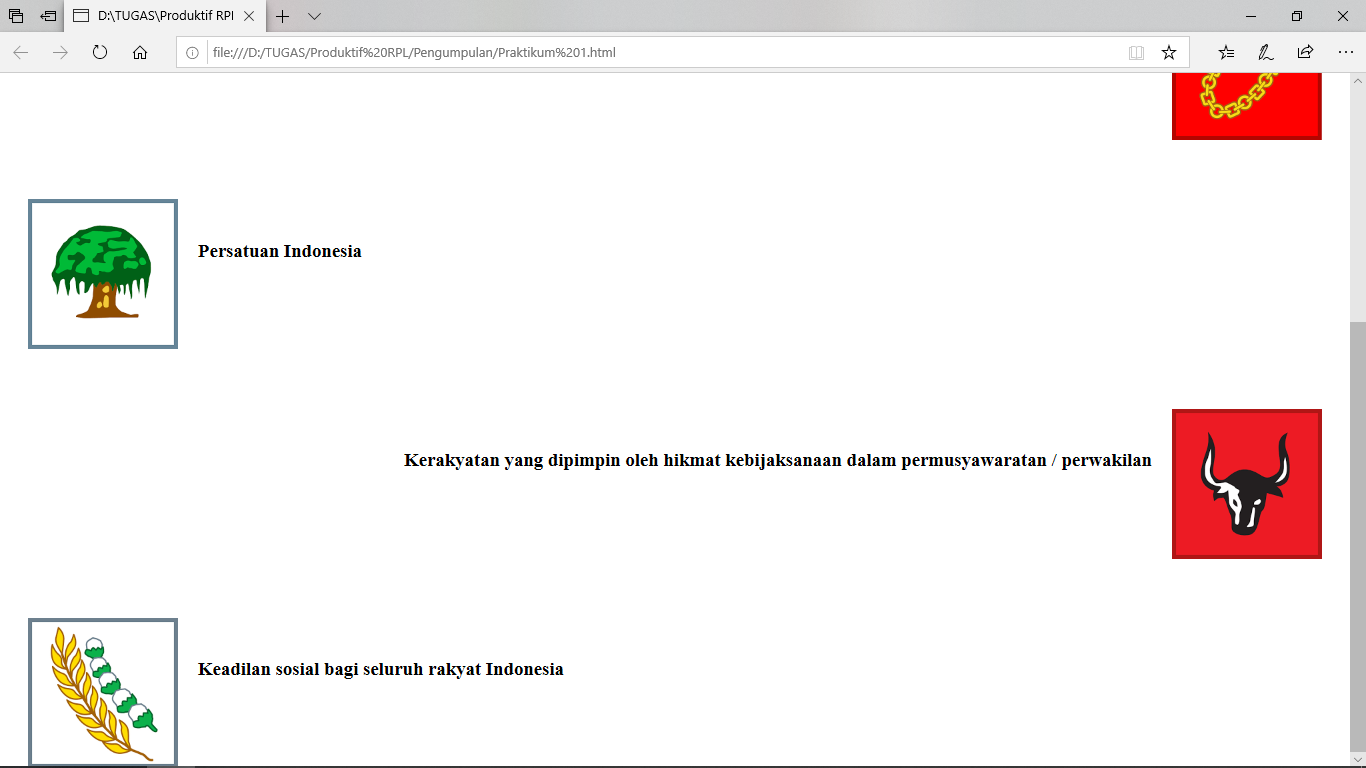 D:\TUGAS\Produktif RPL
file:///D:/TUGAS/Produktif%20RPL/Pengumpulan/Praktikum%201.html
Persatuan Indonesia
Kerakyatan yang dipimpin oleh hikmat kebijaksanaan dalam permusyawaratan / perwakilan
Keadilan sosial bagi seluruh rakyat Indonesia